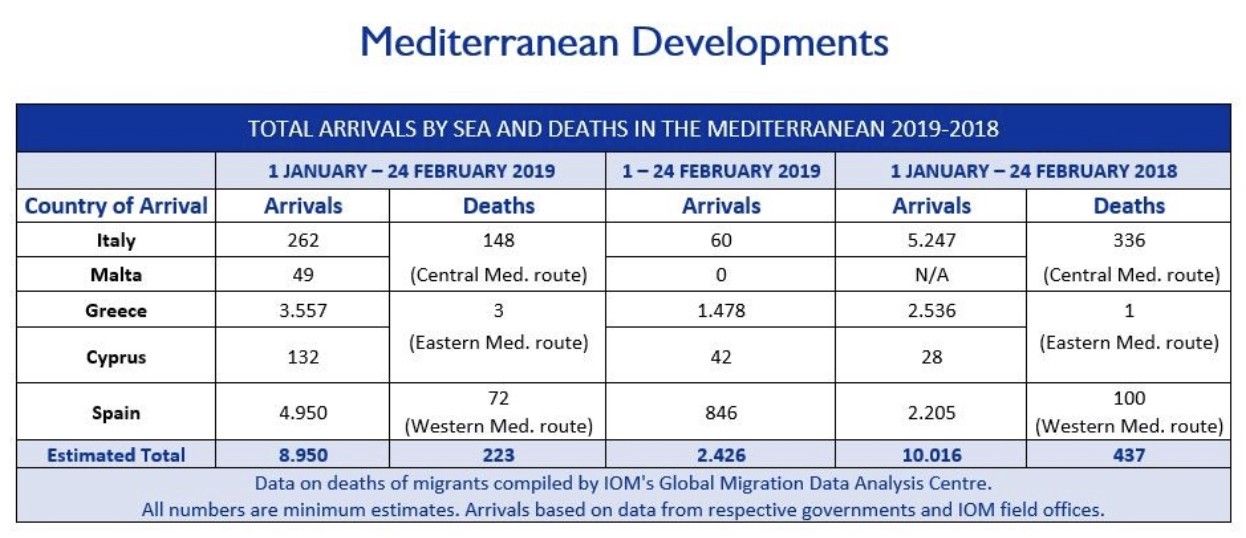 Mediterranean Developments
TOTAL ARRIVALS BY SEA AND DEATHS IN THE MEDITERRANEAN 2019-2018
1 JANUARY – 24 FEBRUARY 2019 1 – 24 FEBRUARY 2019 1 JANUARY – 24 FEBRUARY 2018
Country of Arrival Arrivals Deaths Arrivals Arrivals Deaths
Italy 262 148 60 5.247 336
Malta 49 (Central Med. route) 0 N/A (Central Med. route)
Greece 3.557 3 1.478 2.536 1
(Eastern Med. route) (Eastern Med. route)
Cyprus 132 42 28
72 100
Spain 4.950 846 2.205
(Western Med. route) (Western Med. route)
Estimated Total 8.950 223 2.426 10.016 437
Data on deaths of migrants compiled by IOM's Global Migration Data Analysis Centre.
All numbers are minimum estimates. Arrivals based on data from respective governments and IOM field offices.